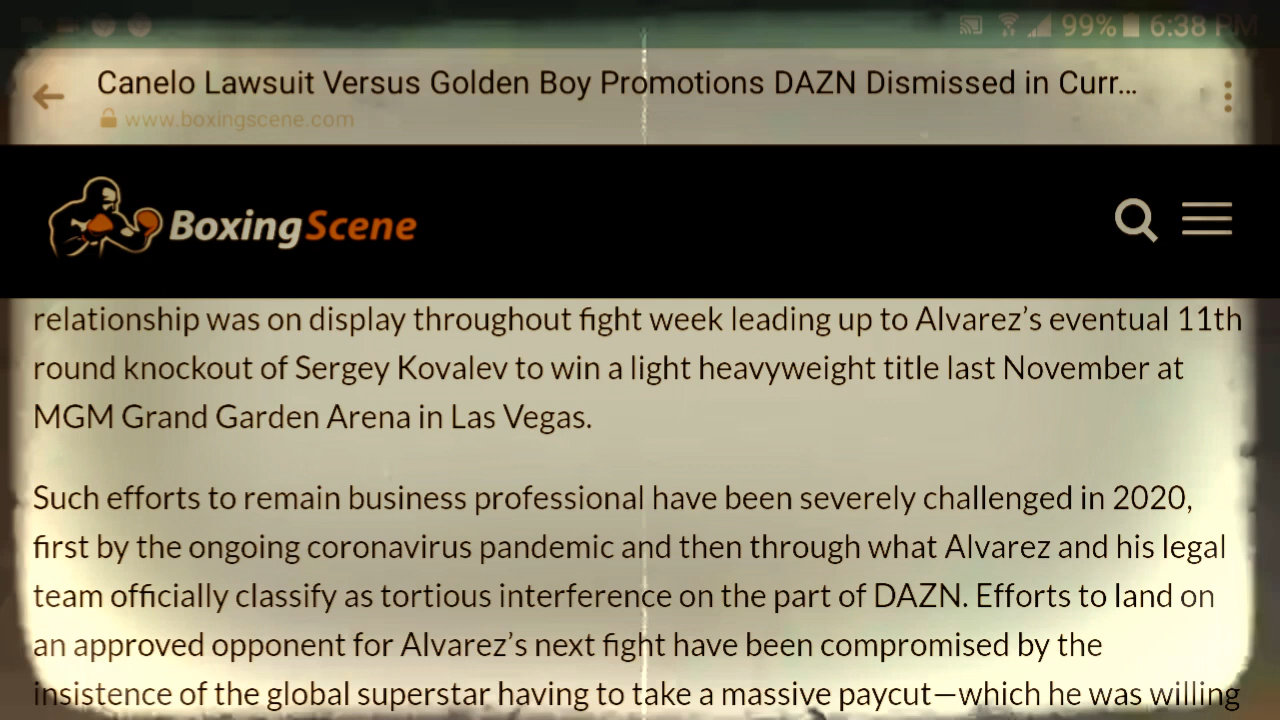 99% 6:38 PM
Canelo Lawsuit Versus Golden Boy Promotions DAZN Dismissed in Curr...
www.boxingscene.com
BoxingScene
relationship was on display throughout fight week leading up to Alvarez’s eventual 11th
round knockout of Sergey Kovalev to win a light heavyweight title last November at
MGM Grand Garden Arena in Las Vegas.
Such efforts to remain business professional have been severely challenged in 2020,
first by the ongoing coronavirus pandemic and then through what Alvarez and his legal
team officially classify as tortious interference on the part of DAZN. Efforts to land on
an approved opponent for Alvarez’s next fight have been compromised by the
insistence of the global superstar having to take a massive paycut—which he was willing